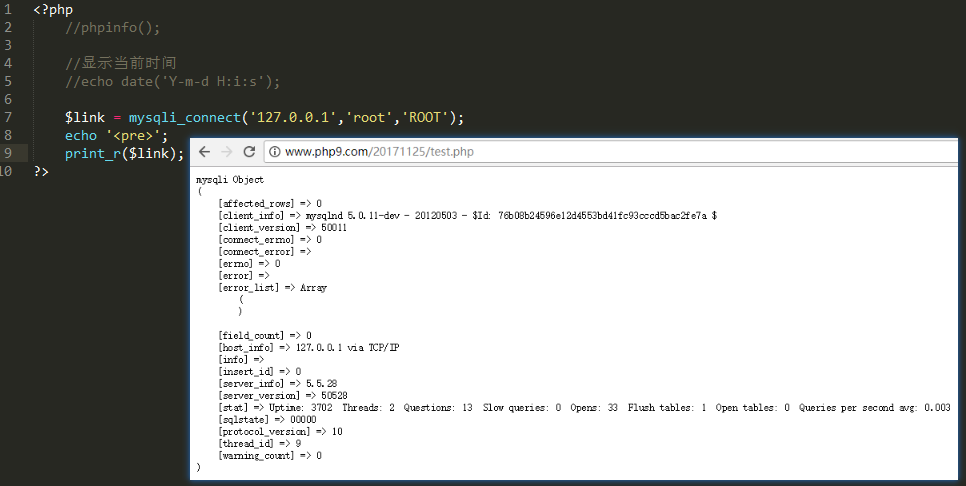 1 <?php
2 //phpinfo();
3
4 //显示当前时间
5 //echo date('Y-m-d H:i:s');
6
7 $link = mysqli_connect('127.0.0.1','root','ROOT');
8 echo '<pre>';
9 print_r($link);
10 ?>
www.php9.com/20171125/test.php
mysqli Object
(
[affected_rows] => 0
[client_info] => mysqlnd 5.0.11-dev - 20120503 - $Id: 76b08b24596e12d4553bd41fc93cccd5bac2fe7a $
[client_version] => 50011
[connect_errno] => 0
[connect_error] =>
[errno] => 0
[error] =>
[error_list] => Array
(
)
[field_count] => 0
[host_info] => 127.0.0.1 via TCP/IP
[info] =>
[insert_id] => 0
[server_info] => 5.5.28
[server_version] => 50528
[stat] => Uptime: 3702 Threads: 2 Questions: 13 Slow queries: 0 Opens: 33 Flush tables: 1 Open tables: 0 Queries per second avg: 0.003
[sqlstate] => 00000
[protocol_version] => 10
[thread_id] => 9
[warning_count] => 0
)